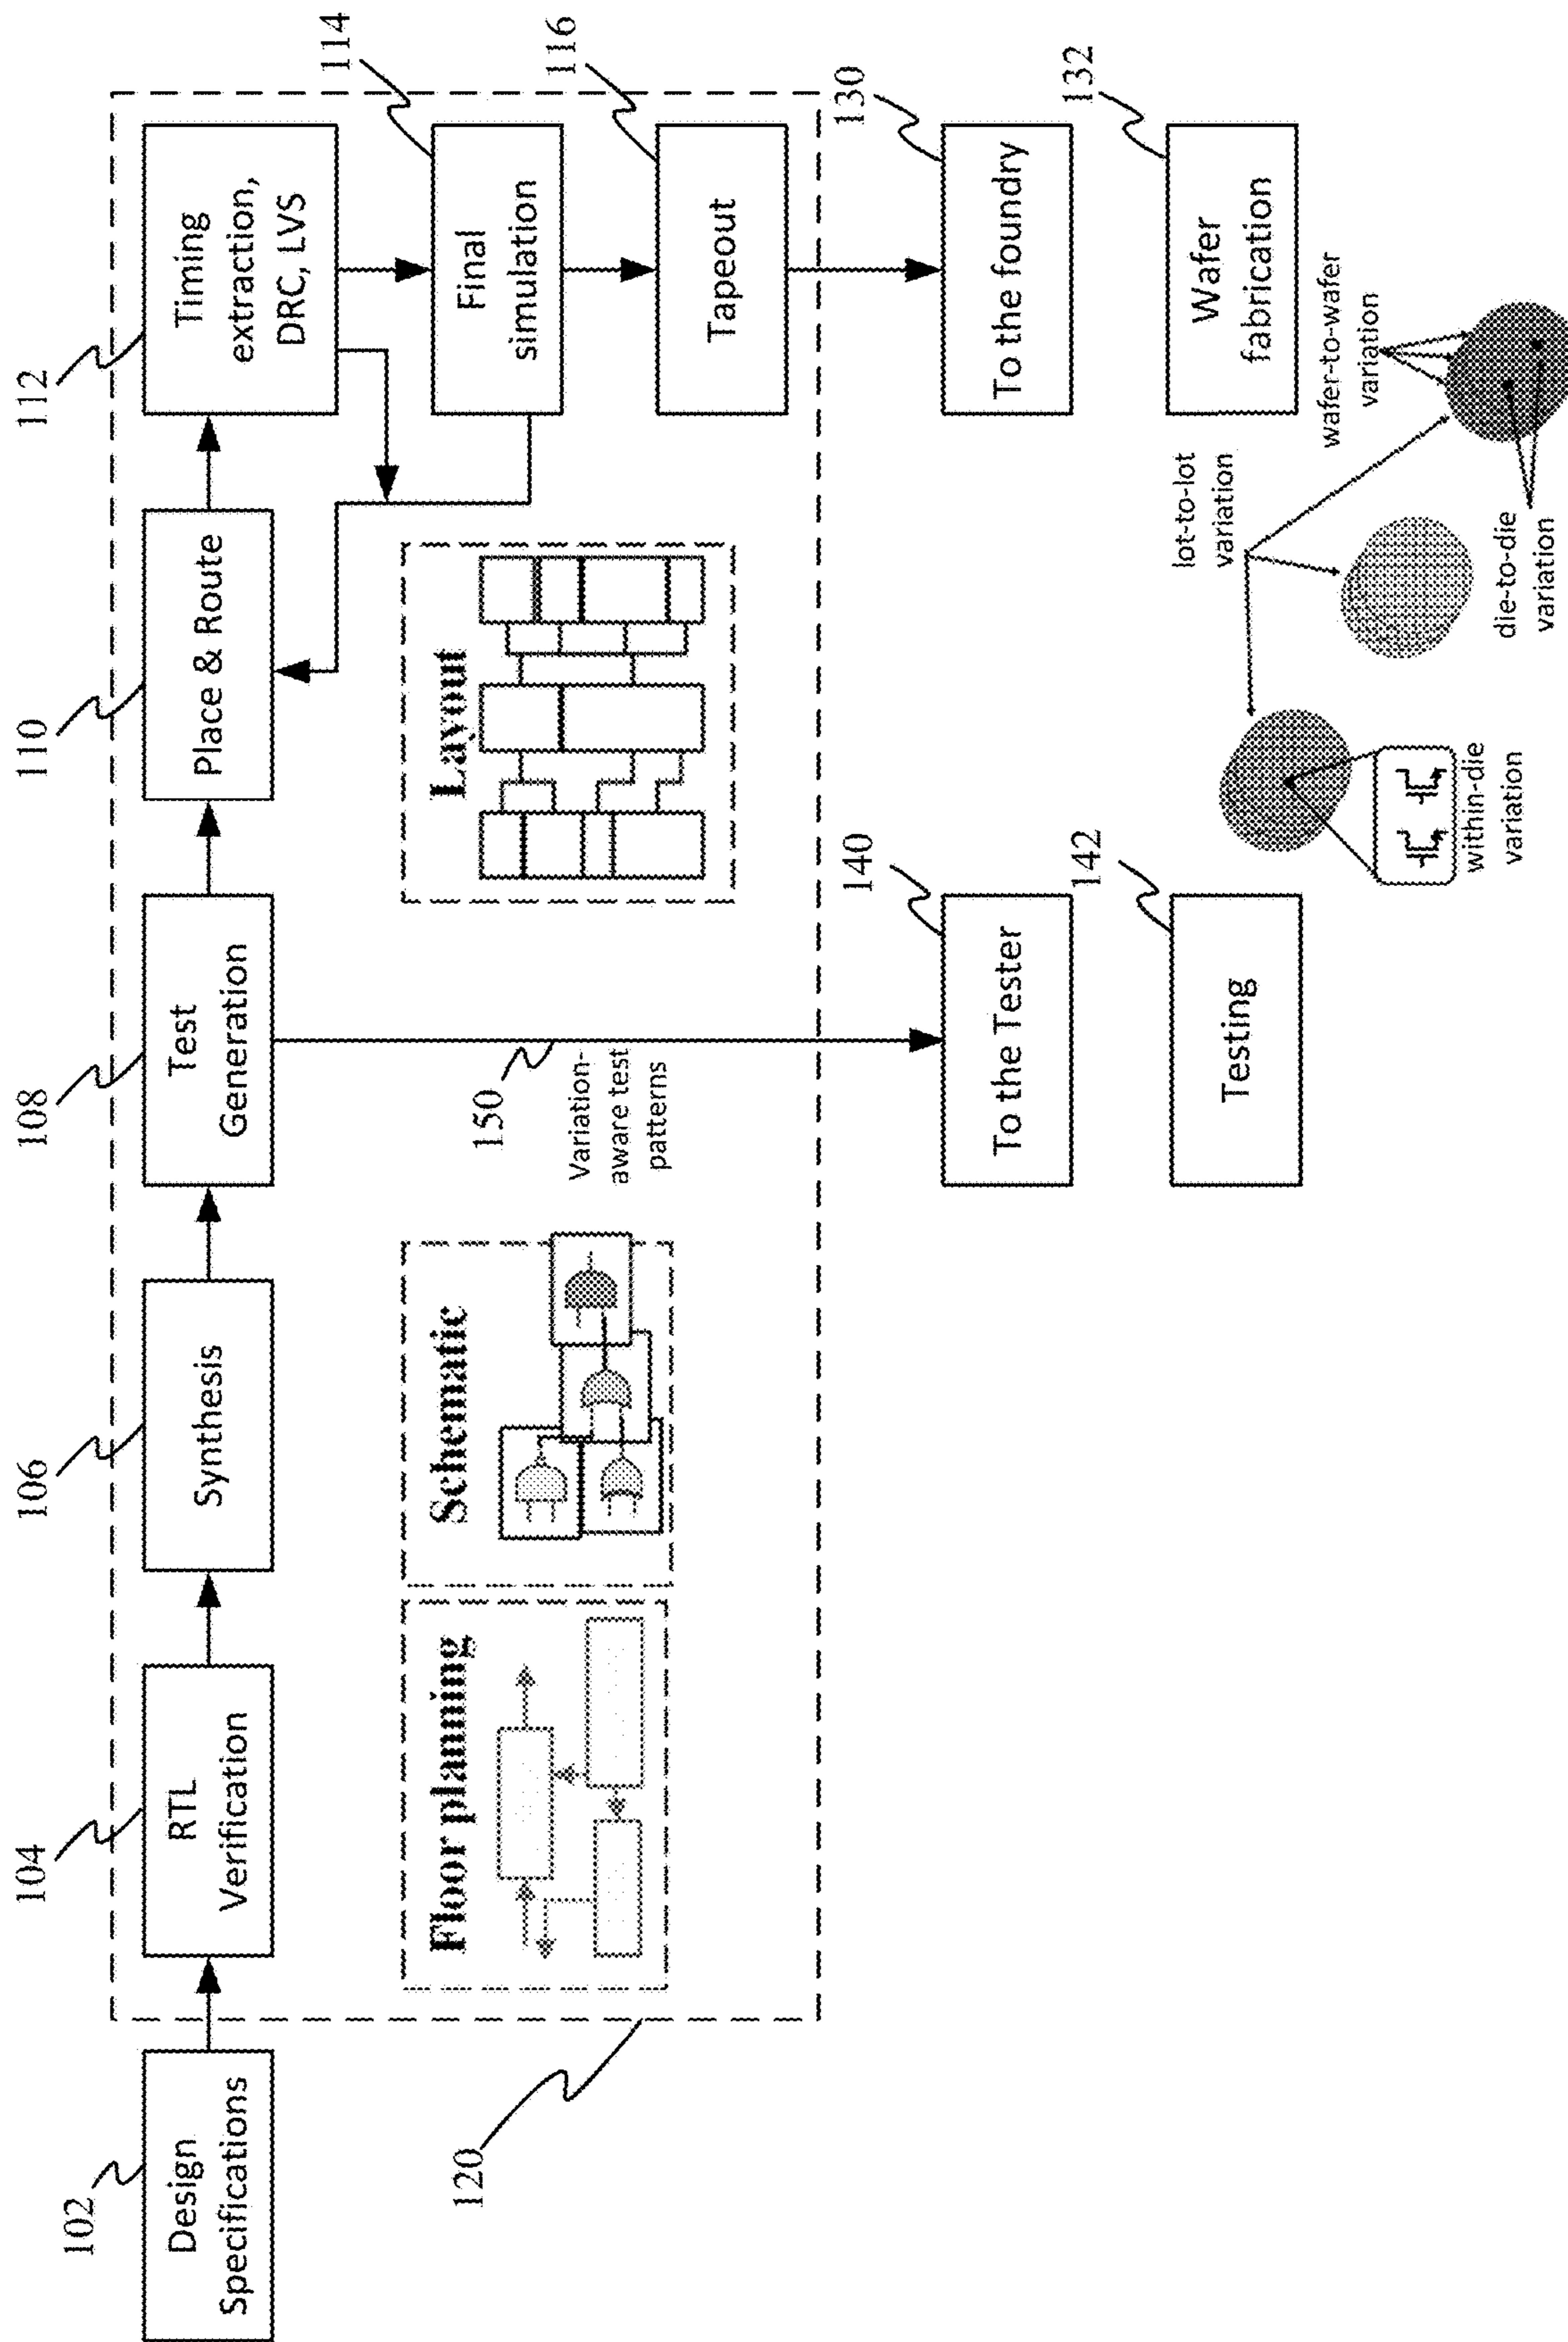 102
Design
Specifications
104
RTL
Verification
106
Synthesis
108
Test
Generation
110
Place & Route
112
Timing
extraction,
DRC, LVS
114
Final
simulation
116
Tapeout
120
Floor planning
Schematic
150
Variation-
aware test
patterns
Layout
140
To the Tester
142
Testing
130
To the foundry
132
Wafer
fabrication
lot-to-lot
variation
wafer-to-wafer
variation
within-die
variation
die-to-die
variation